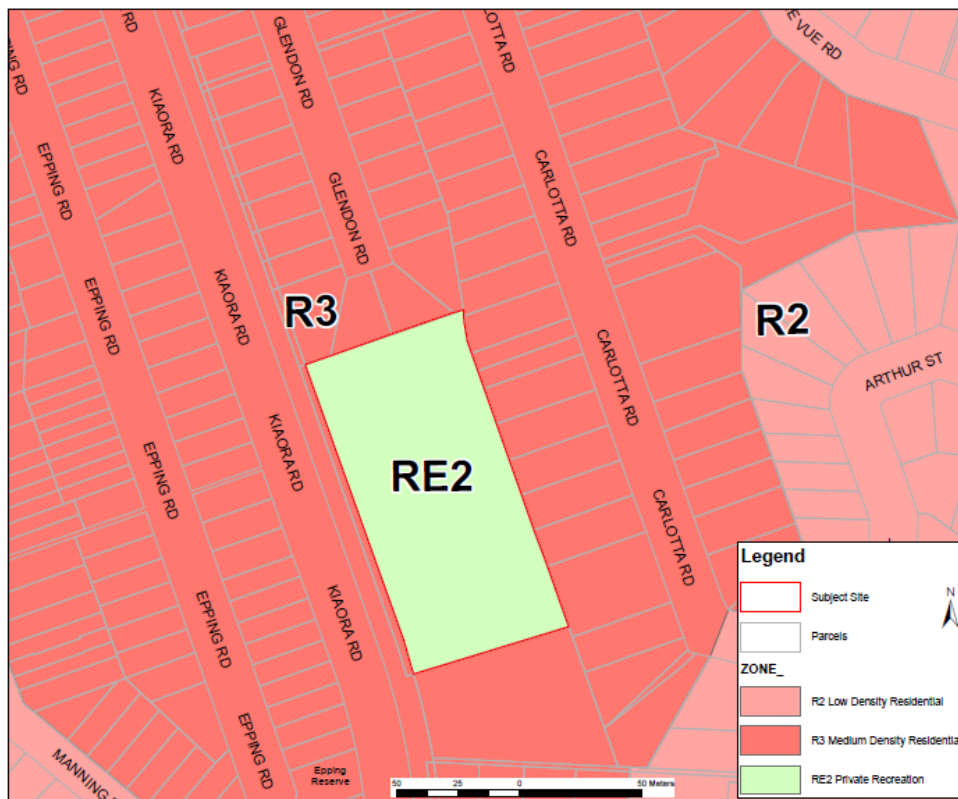 RD
GLENDON RD
RD
E VUE RD
PING RD
KIAORA RD
OTTA RD
EPPING RD
GLENDON RD
CARLOTTA RD
EPPING RD
KIAORA RD
R3
R2
CARLOTTA RD
ARTHUR ST
EPPING RD
KIAORA RD
RE2
CARLOTTA RD
EPPING RD
KIAORA RD
EPPING RD
MANNING
Epping
Reserve
50 25 0 50 Meters
Legend
Subject Site
N
Parcels
ZONE_
R2 Low Density Residential
R3 Medium Density Residential
RE2 Private Recreation